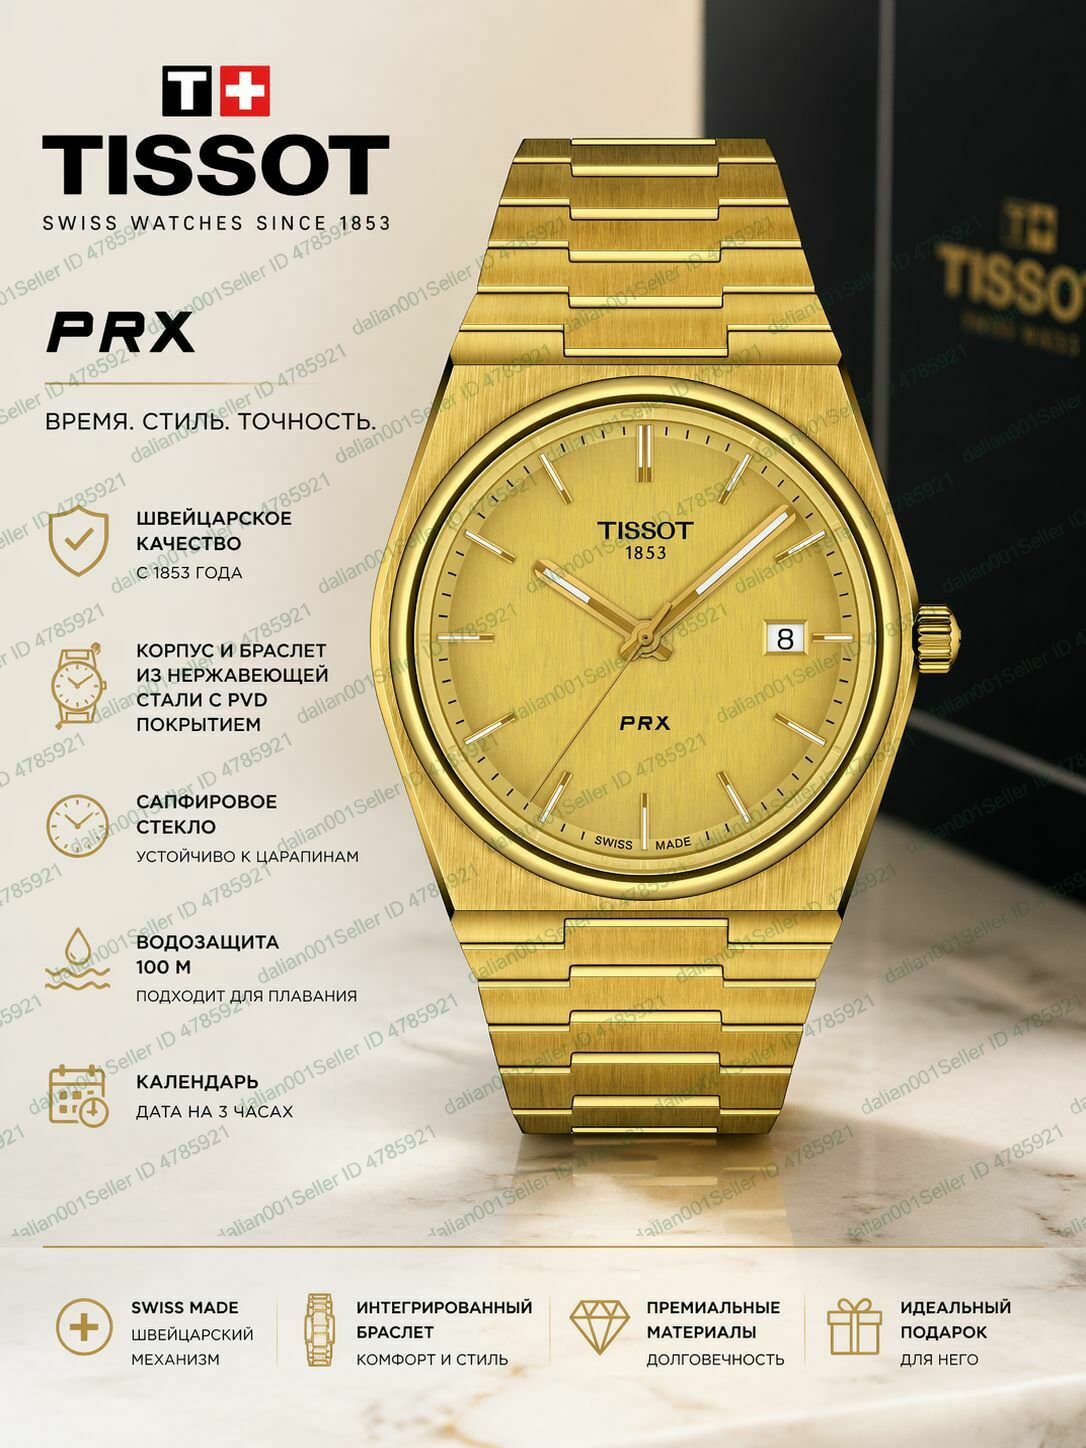 T+
TISSOT
SWISS WATCHES SINCE 1853
PRX
ВРЕМЯ. СТИЛЬ. ТОЧНОСТЬ.
ШВЕЙЦАРСКОЕ
КАЧЕСТВО
С 1853 ГОДА
КОРПУС И БРАСЛЕТ
ИЗ НЕРЖАВЕЮЩЕЙ
СТАЛИ С PVD
ПОКРЫТИЕМ
САПФИРОВОЕ
СТЕКЛО
УСТОЙЧИВО К ЦАРАПИНАМ
ВОДОЗАЩИТА
100 М
ПОДХОДИТ ДЛЯ ПЛАВАНИЯ
КАЛЕНДАРЬ
ДАТА НА 3 ЧАСАХ
TISSOT
1853
8
PRX
SWISS MADE
TISSO
dalian001Seller ID 4785921
SWISS MADE
ШВЕЙЦАРСКИЙ
МЕХАНИЗМ
ИНТЕГРИРОВАННЫЙ
БРАСЛЕТ
КОМФОРТ И СТИЛЬ
ПРЕМИАЛЬНЫЕ
МАТЕРИАЛЫ
ДОЛГОВЕЧНОСТЬ
ИДЕАЛЬНЫЙ
ПОДАРОК
ДЛЯ НЕГО